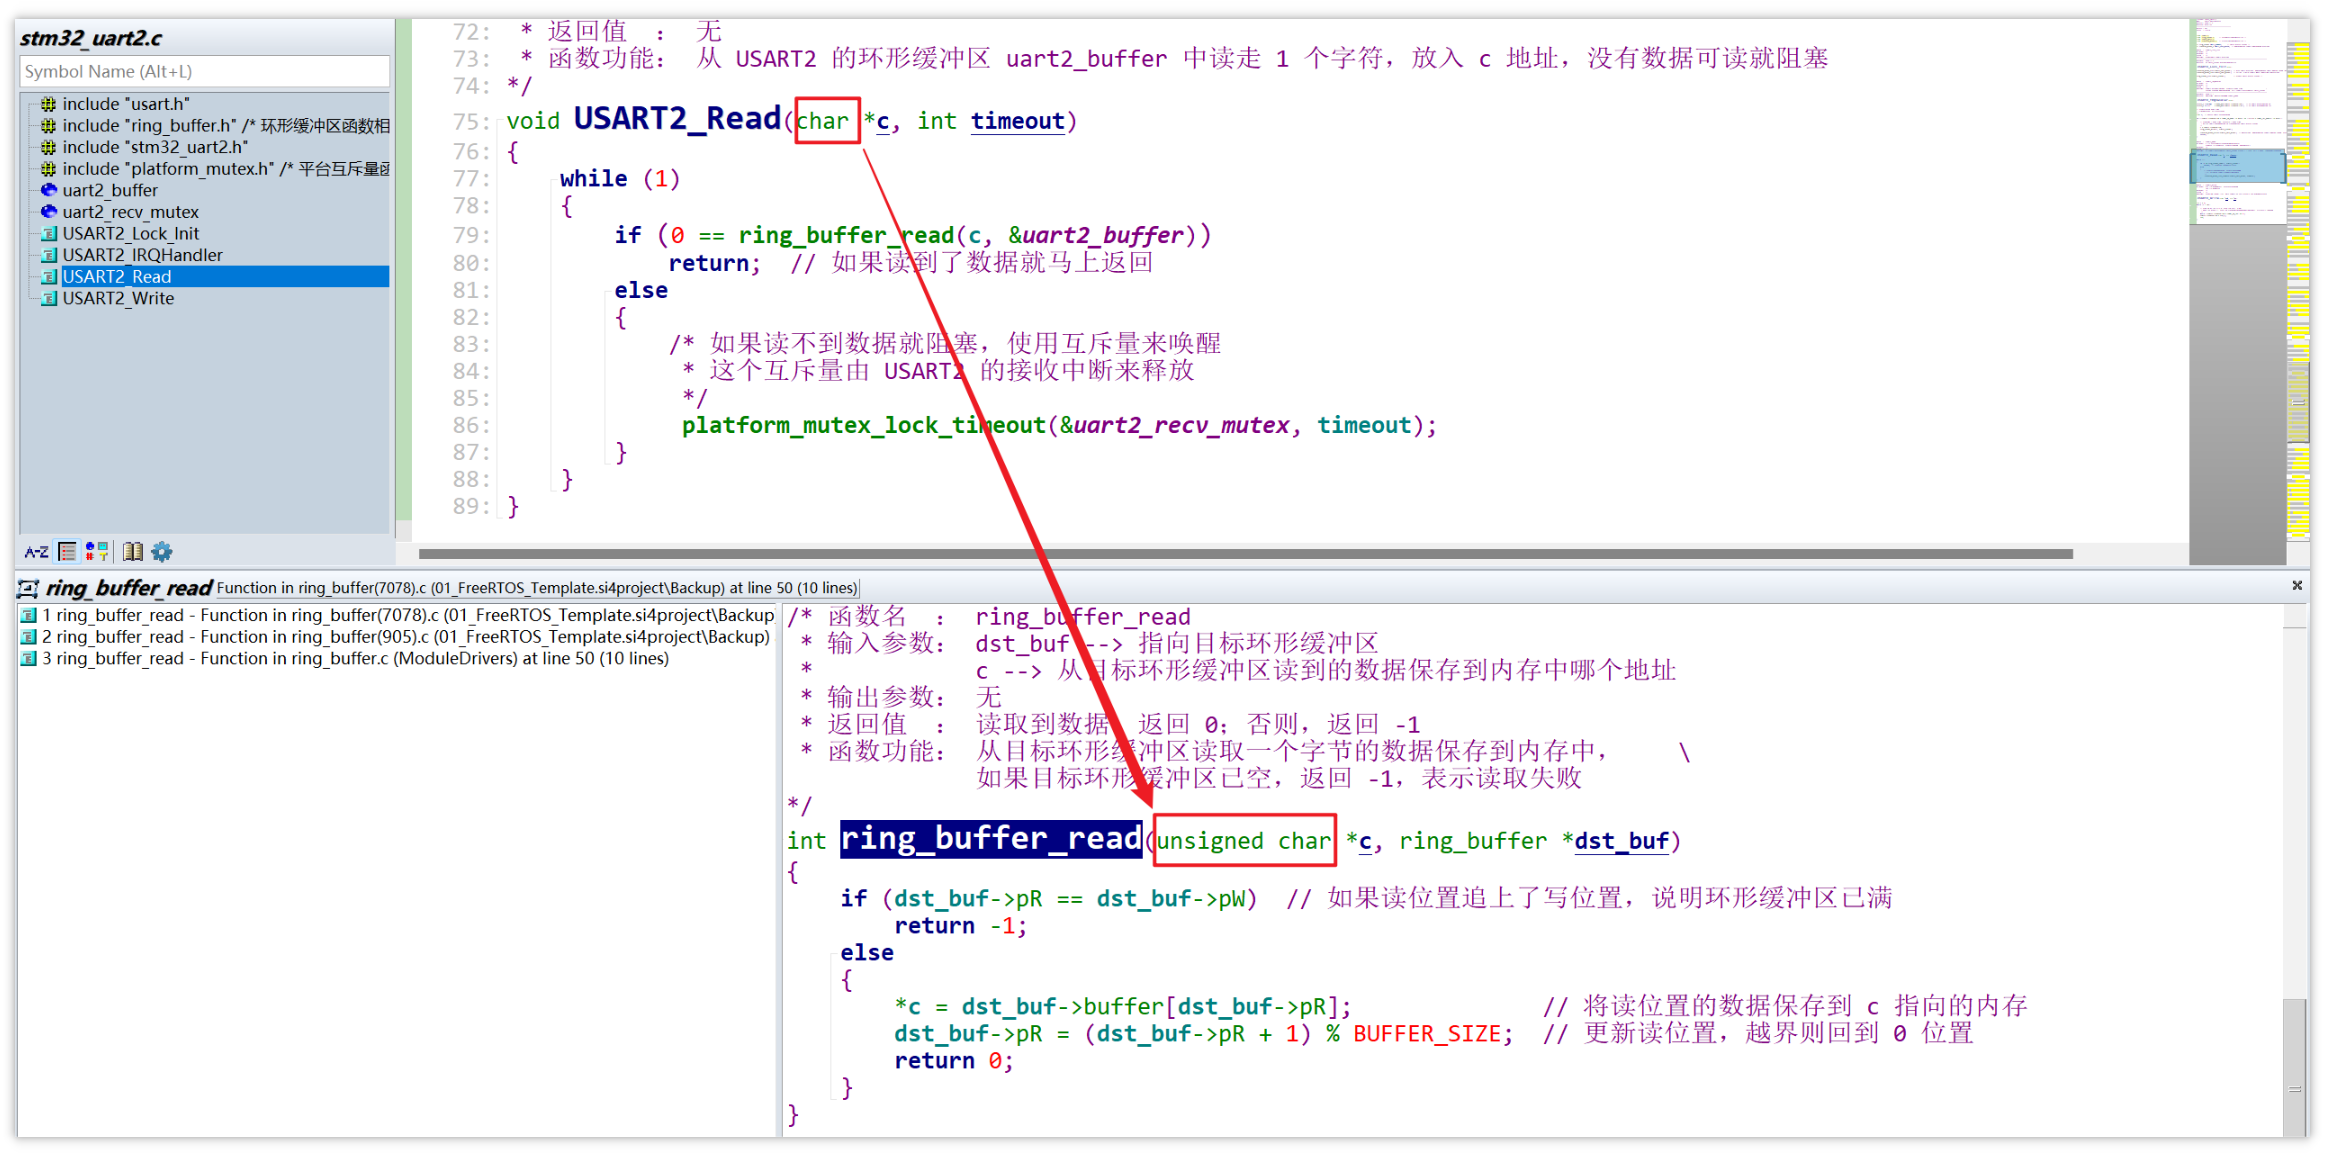 stm32_uart2.c
Symbol Name (Alt+L)
include "usart.h"
include "ring_buffer.h" /* 环形缓冲区函数相
include "stm32_uart2.h"
include "platform_mutex.h" /* 平台互斥量函
uart2_buffer
uart2_recv_mutex
USART2_Lock_Init
USART2_IRQHandler
USART2_Read
USART2_Write
A-Z
72: * 返回值 ： 无
73: * 函数功能： 从 USART2 的环形缓冲区 uart2_buffer 中读走 1 个字符，放入 c 地址，没有数据可读就阻塞
74: */
75: void USART2_Read(char *c, int timeout)
76: {
77: while (1)
78: {
79: if (0 == ring_buffer_read(c, &uart2_buffer))
80: return; // 如果读到了数据就马上返回
81: else
82: {
83: /* 如果读不到数据就阻塞，使用互斥量来唤醒
84: * 这个互斥量由 USART2 的接收中断来释放
85: */
86: platform_mutex_lock_timeout(&uart2_recv_mutex, timeout);
87: }
88: }
89: }
ring_buffer_read Function in ring_buffer(7078).c (01_FreeRTOS_Template.si4project\Backup) at line 50 (10 lines)
1 ring_buffer_read - Function in ring_buffer(7078).c (01_FreeRTOS_Template.si4project\Backup
2 ring_buffer_read - Function in ring_buffer(905).c (01_FreeRTOS_Template.si4project\Backup)
3 ring_buffer_read - Function in ring_buffer.c (ModuleDrivers) at line 50 (10 lines)
/* 函数名 ： ring_buffer_read
* 输入参数： dst_buf --> 指向目标环形缓冲区
* c --> 从目标环形缓冲区读到的数据保存到内存中哪个地址
* 输出参数： 无
* 返回值 ： 读取到数据，返回 0；否则，返回 -1
* 函数功能： 从目标环形缓冲区读取一个字节的数据保存到内存中， \
如果目标环形缓冲区已空，返回 -1，表示读取失败
*/
int ring_buffer_read(unsigned char *c, ring_buffer *dst_buf)
{
if (dst_buf->pR == dst_buf->pW) // 如果读位置追上了写位置，说明环形缓冲区已满
return -1;
else
{
*c = dst_buf->buffer[dst_buf->pR]; // 将读位置的数据保存到 c 指向的内存
dst_buf->pR = (dst_buf->pR + 1) % BUFFER_SIZE; // 更新读位置，越界则回到 0 位置
return 0;
}
}